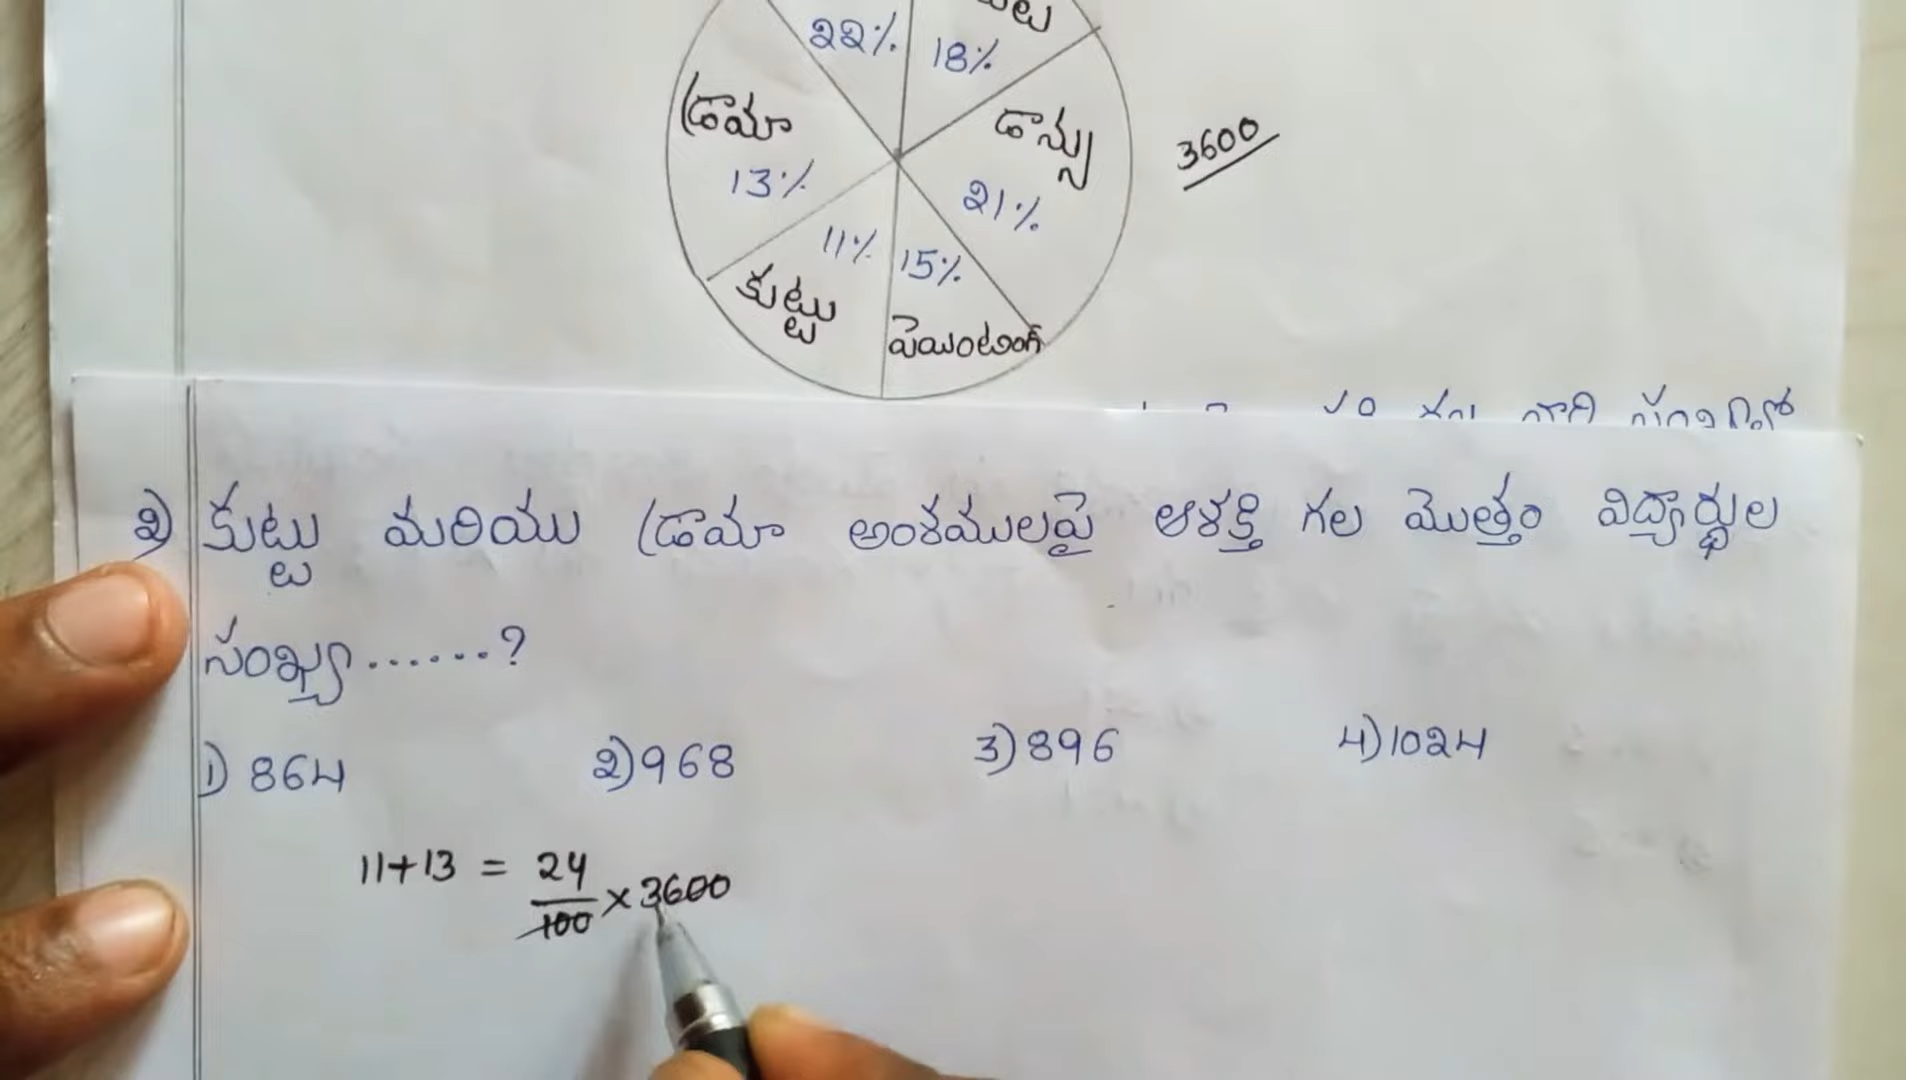 22% 18%
డ్రామా డాన్సు 3600
13% 21%
11% 15%
కుట్టు పెయింటింగ్
2) కుట్టు మరియు డ్రామా అంశములపై ఆశక్తి గల మొత్తం విద్యార్థుల
సంఖ్య ......?
1) 864 2) 968 3) 896 4) 1024
11+13 = 24/100 × 3600